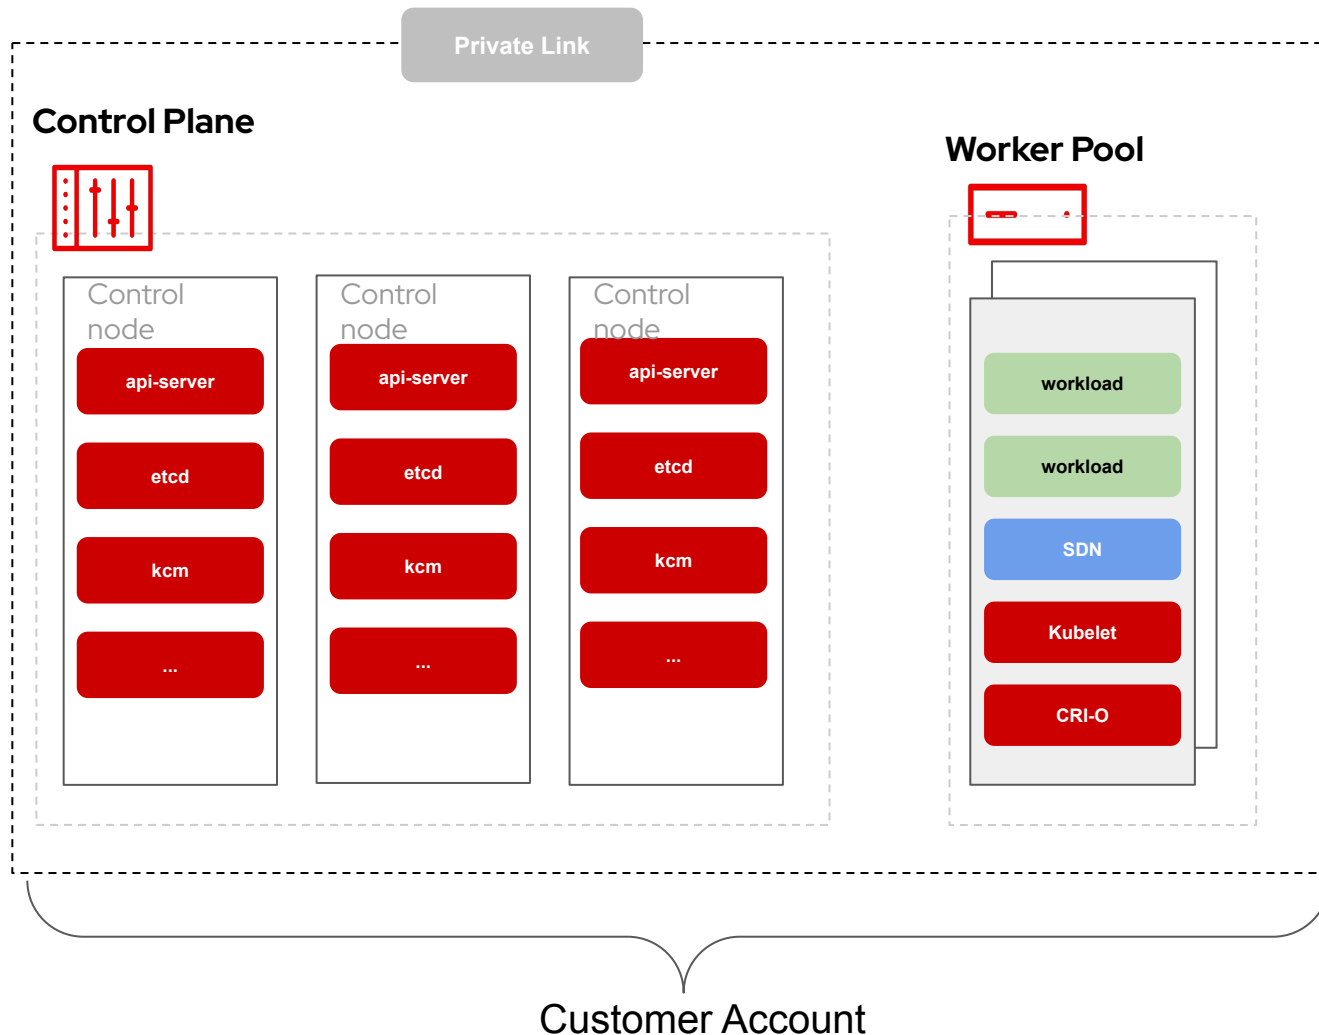 Private Link
Control Plane
Worker Pool
Control
node
api-server
etcd
kcm
...
Control
node
api-server
etcd
kcm
...
Control
node
api-server
etcd
kcm
...
workload
workload
SDN
Kubelet
CRI-O
Customer Account